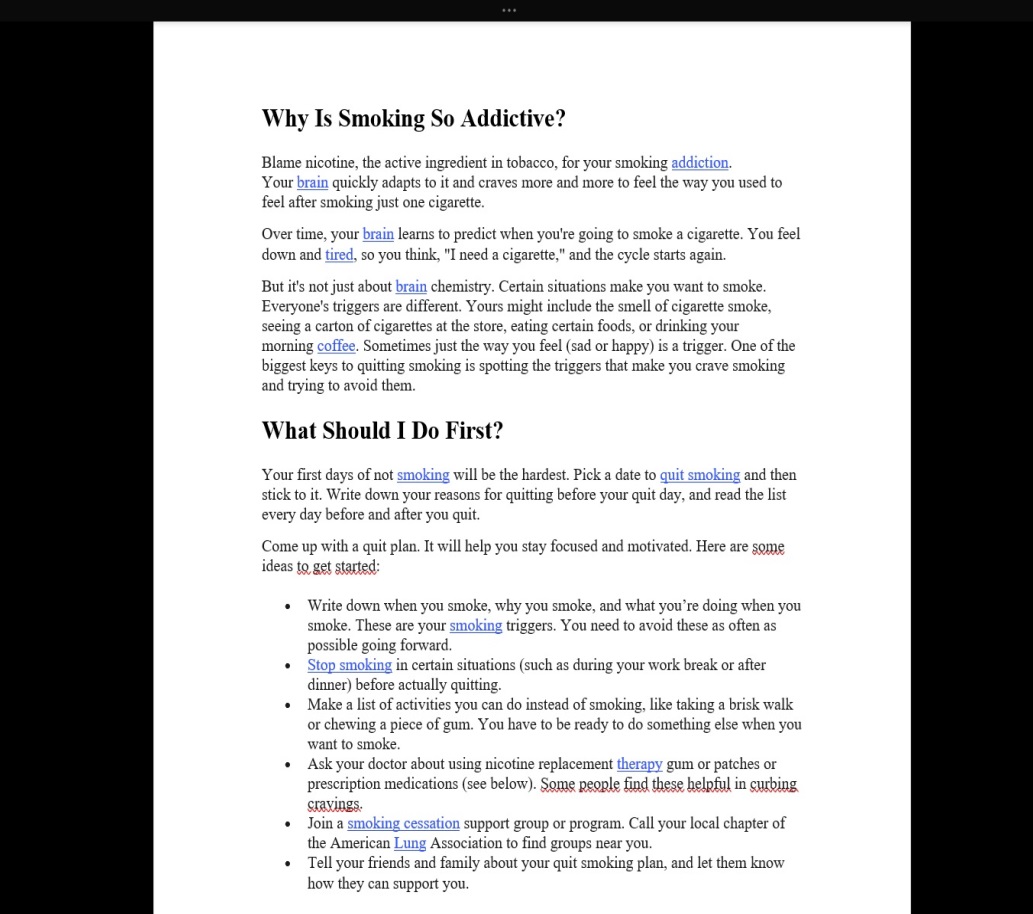 Why Is Smoking So Addictive?
Blame nicotine, the active ingredient in tobacco, for your smoking addiction.
Your brain quickly adapts to it and craves more and more to feel the way you used to
feel after smoking just one cigarette.
Over time, your brain learns to predict when you're going to smoke a cigarette. You feel
down and tired, so you think, "I need a cigarette," and the cycle starts again.
But it's not just about brain chemistry. Certain situations make you want to smoke.
Everyone's triggers are different. Yours might include the smell of cigarette smoke,
seeing a carton of cigarettes at the store, eating certain foods, or drinking your
morning coffee. Sometimes just the way you feel (sad or happy) is a trigger. One of the
biggest keys to quitting smoking is spotting the triggers that make you crave smoking
and trying to avoid them.
What Should I Do First?
Your first days of not smoking will be the hardest. Pick a date to quit smoking and then
stick to it. Write down your reasons for quitting before your quit day, and read the list
every day before and after you quit.
Come up with a quit plan. It will help you stay focused and motivated. Here are some
ideas to get started:
• Write down when you smoke, why you smoke, and what you’re doing when you
smoke. These are your smoking triggers. You need to avoid these as often as
possible going forward.
• Stop smoking in certain situations (such as during your work break or after
dinner) before actually quitting.
• Make a list of activities you can do instead of smoking, like taking a brisk walk
or chewing a piece of gum. You have to be ready to do something else when you
want to smoke.
• Ask your doctor about using nicotine replacement therapy gum or patches or
prescription medications (see below). Some people find these helpful in curbing
cravings.
• Join a smoking cessation support group or program. Call your local chapter of
the American Lung Association to find groups near you.
• Tell your friends and family about your quit smoking plan, and let them know
how they can support you.